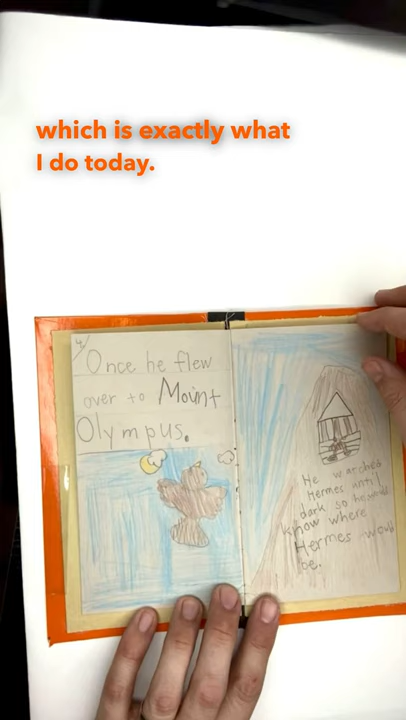 which is exactly what
I do today.
4
Once he flew
over to Mount
Olympus.
He watched
Hermes until
dark so he would
know where
Hermes would
be.